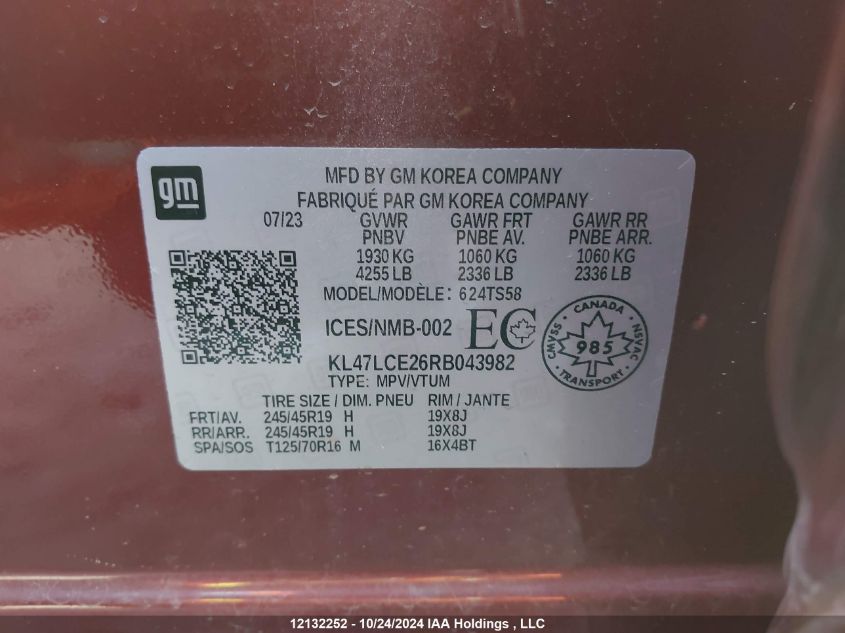 gm
MFD BY GM KOREA COMPANY
FABRIQUÉ PAR GM KOREA COMPANY
07/23 GVWR GAWR FRT GAWR RR
PNBV PNBE AV. PNBE ARR.
1930 KG 1060 KG 1060 KG
4255 LB 2336 LB 2336 LB
MODEL/MODÈLE: 624TS58
ICES/NMB-002 EC
CANADA
CMVSS 985 NSVAC
TRANSPORT
KL47LCE26RB043982
TYPE: MPV/VTUM
TIRE SIZE / DIM. PNEU RIM / JANTE
FRT/AV. 245/45R19 H 19X8J
RR/ARR. 245/45R19 H 19X8J
SPA/SOS T125/70R16 M 16X4BT
12132252 - 10/24/2024 IAA Holdings , LLC